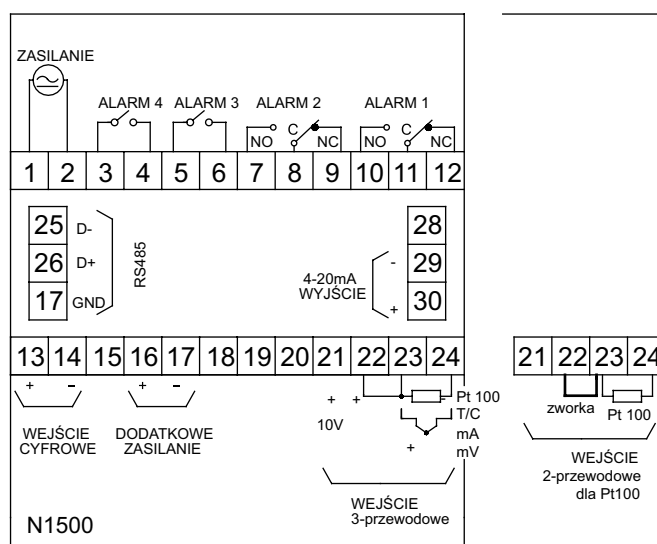 ZASILANIE
ALARM 4 ALARM 3 ALARM 2 ALARM 1
NO C NC NO C NC
1 2 3 4 5 6 7 8 9 10 11 12
25 D-
26 D+
17 GND
RS485
28
- 29
+ 30
4-20mA
WYJŚCIE
13 14 15 16 17 18 19 20 21 22 23 24
+ − + −
WEJŚCIE
CYFROWE
DODATKOWE
ZASILANIE
+ +
10V
Pt 100
T/C
mA
mV
+
WEJŚCIE
3-przewodowe
N1500
21 22 23 24
zworka Pt 100
WEJŚCIE
2-przewodowe
dla Pt100